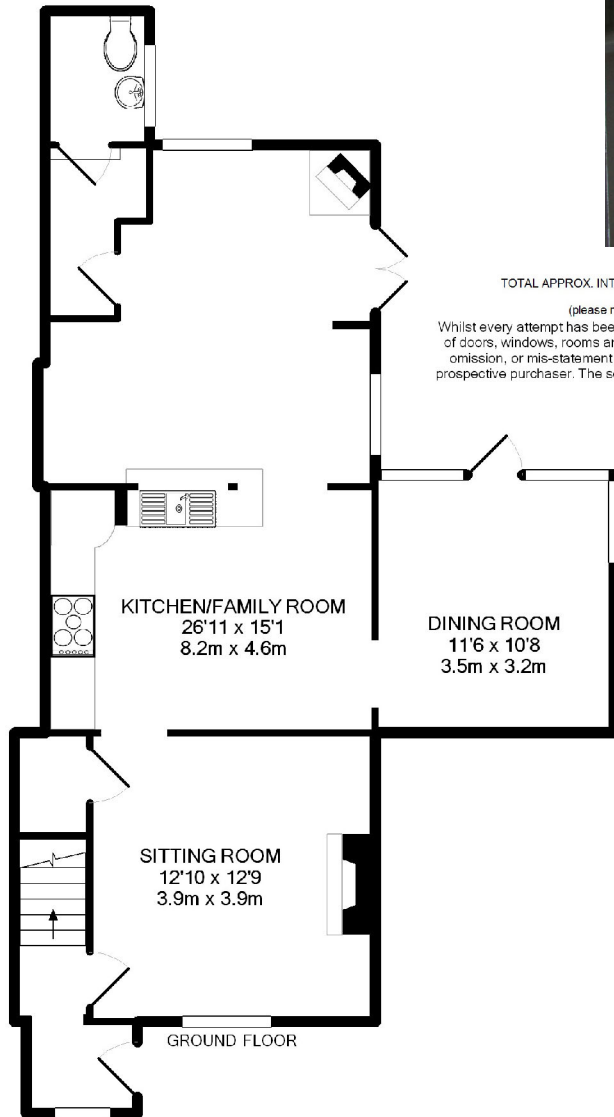 TOTAL APPROX. INT
(please
Whilst every attempt has bee
of doors, windows, rooms
omission, or mis-statement
prospective purchaser. The
KITCHEN/FAMILY ROOM
26'11 x 15'1
8.2m x 4.6m
DINING ROOM
11'6 x 10'8
3.5m x 3.2m
SITTING ROOM
12'10 x 12'9
3.9m x 3.9m
GROUND FLOOR